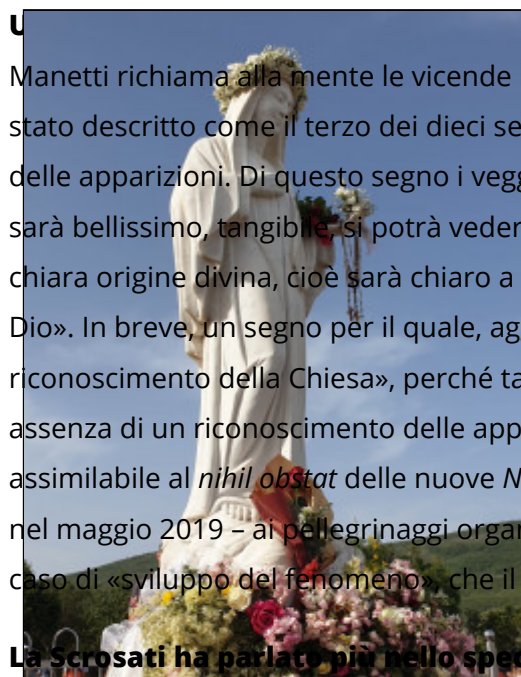 U
Manetti richiama alla mente le vicende
stato descritto come il terzo dei dieci se
delle apparizioni. Di questo segno i vegg
sarà bellissimo, tangibile, si potrà veder
chiara origine divina, cioè sarà chiaro a
Dio». In breve, un segno per il quale, ag
riconoscimento della Chiesa», perché ta
assenza di un riconoscimento delle app
assimilabile al nihil obstat delle nuove N
nel maggio 2019 – ai pellegrinaggi organ
caso di «sviluppo del fenomeno», che il
La Scrosati ha parlato più nello spec